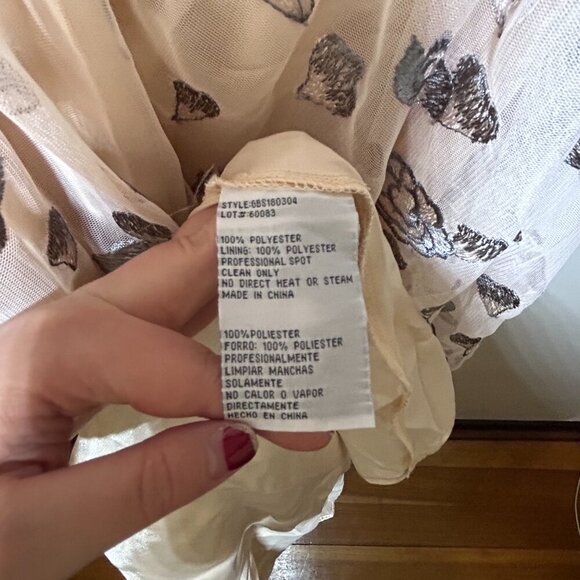 STYLE:GBS180304
LOT#:60083
100% POLYESTER
LINING: 100% POLYESTER
PROFESSIONAL SPOT
CLEAN ONLY
NO DIRECT HEAT OR STEAM
MADE IN CHINA
100%POLIESTER
FORRO: 100% POLIESTER
PROFESIONALMENTE
LIMPIAR MANCHAS
SOLAMENTE
NO CALOR O VAPOR
DIRECTAMENTE
HECHO EN CHINA